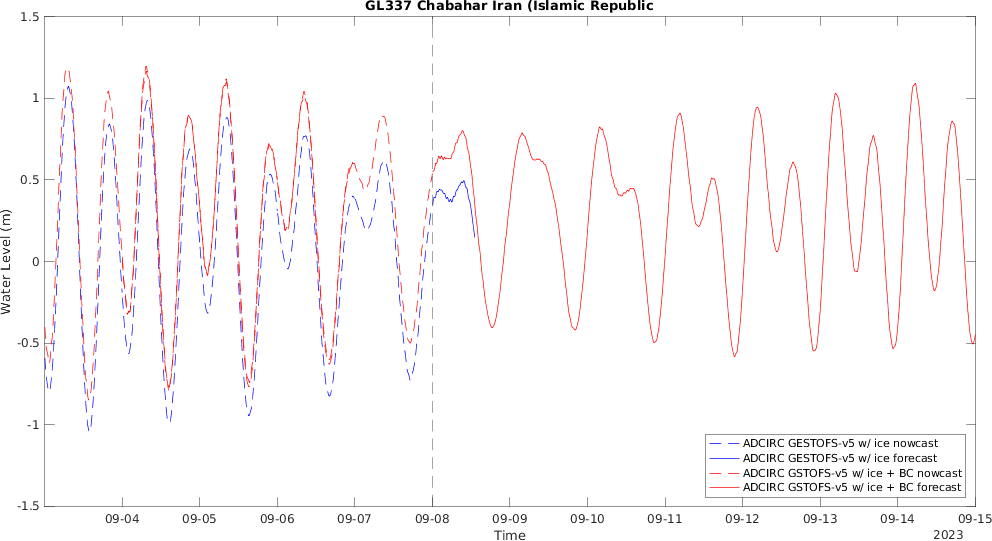 GL337 Chabahar Iran (Islamic Republic
1.5
1
0.5
0
-0.5
-1
-1.5
Water Level (m)
09-04 09-05 09-06 09-07 09-08 09-09 09-10 09-11 09-12 09-13 09-14 09-15
Time
2023
ADCIRC GESTOFS-v5 w/ ice nowcast
ADCIRC GESTOFS-v5 w/ ice forecast
ADCIRC GSTOFS-v5 w/ ice + BC nowcast
ADCIRC GSTOFS-v5 w/ ice + BC forecast